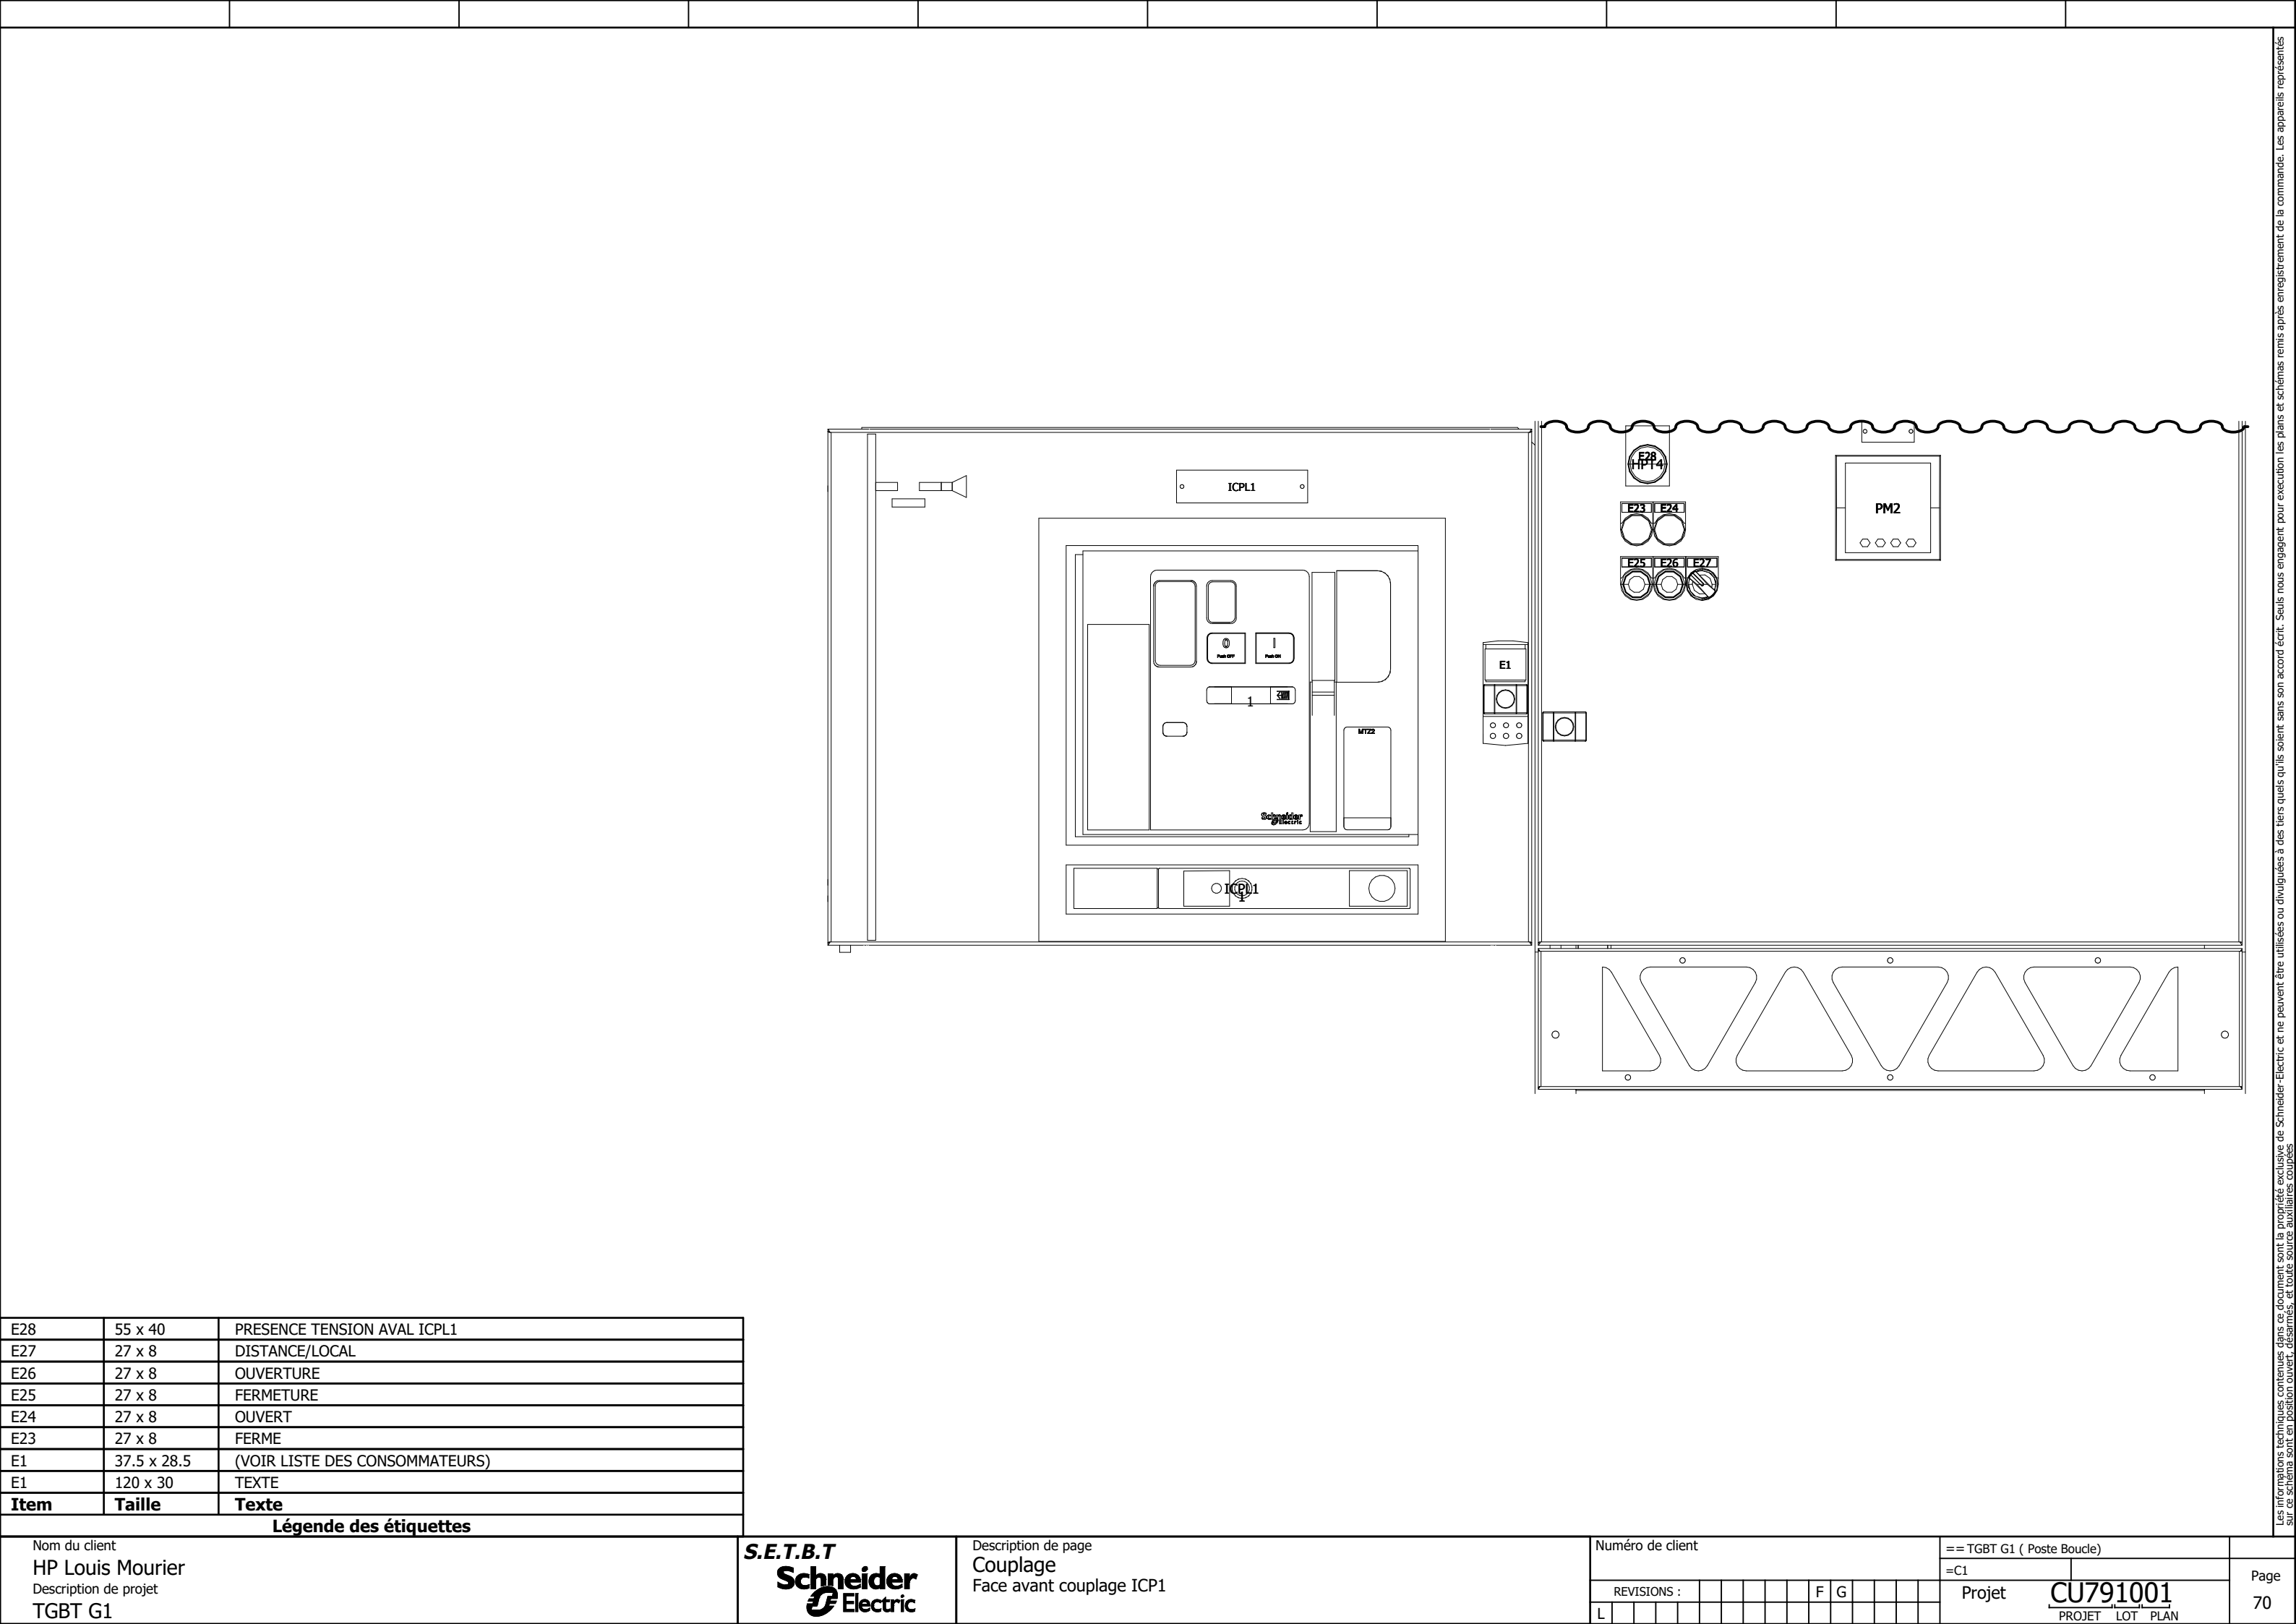 E28
HPT4
ICPL1
PM2
E23 E24
E25 E26 E27
0 I
Push OFF Push ON
E1
1
MTZ2
Schneider
Electric
ICPL1
1
Les informations techniques contenues dans ce document sont la propriété exclusive de Schneider-Electric et ne peuvent être utilisées ou divulguées à des tiers quels qu'ils soient sans son accord écrit. Seuls nous engagent pour execution les plans et schémas remis après enregistrement de la commande. Les appareils représentés
sur ce schéma sont en position ouvert, désarmés, et toute source auxiliaires coupées
E28 55 x 40 PRESENCE TENSION AVAL ICPL1
E27 27 x 8 DISTANCE/LOCAL
E26 27 x 8 OUVERTURE
E25 27 x 8 FERMETURE
E24 27 x 8 OUVERT
E23 27 x 8 FERME
E1 37.5 x 28.5 (VOIR LISTE DES CONSOMMATEURS)
E1 120 x 30 TEXTE
Item Taille Texte
Légende des étiquettes
Nom du client
HP Louis Mourier
Description de projet
TGBT G1
S.E.T.B.T
Schneider
Electric
Description de page
Couplage
Face avant couplage ICP1
Numéro de client
REVISIONS : F G
L
== TGBT G1 ( Poste Boucle)
=C1
Projet CU791001
PROJET LOT PLAN
Page
70